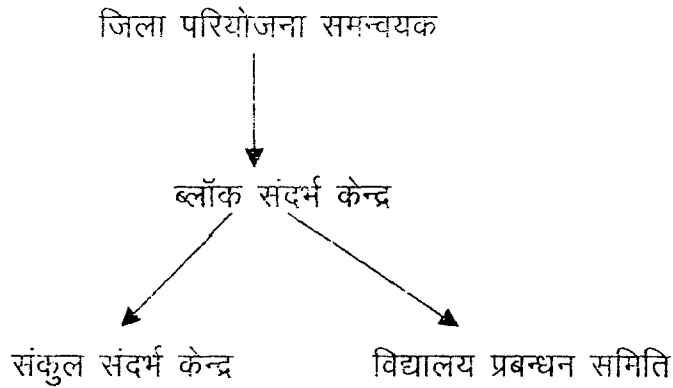 जिला परियोजना समन्वयक
ब्लॉक संदर्भ केन्द्र
संकुल संदर्भ केन्द्र विद्यालय प्रबन्धन समिति